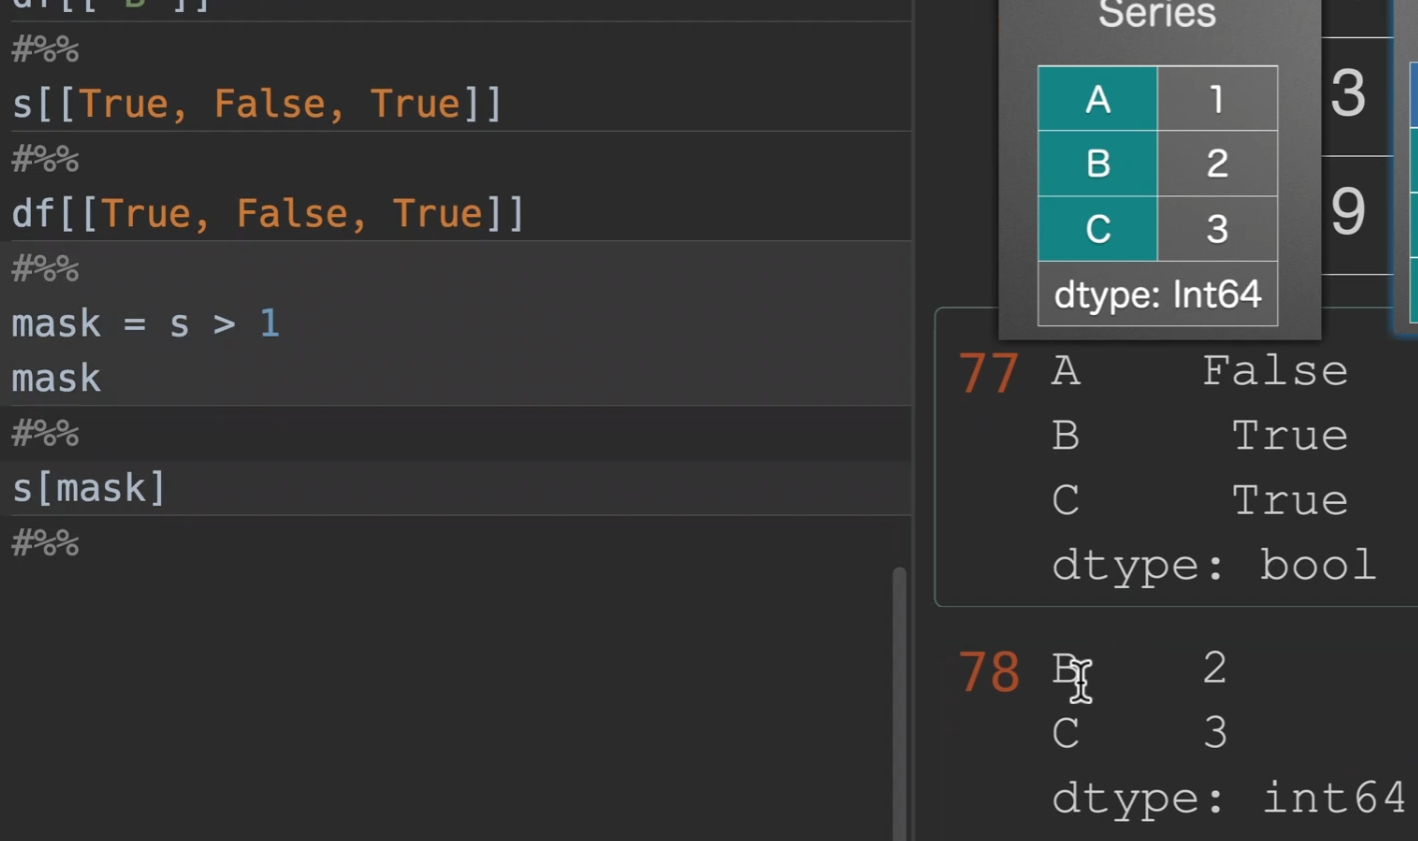 df[["B"]]
#%%
s[[True, False, True]]
#%%
df[[True, False, True]]
#%%
mask = s > 1
mask
#%%
s[mask]
#%%
Series
A 1
B 2
C 3
dtype: Int64
3
9
77 A False
B True
C True
dtype: bool
78 B 2
C 3
dtype: int64